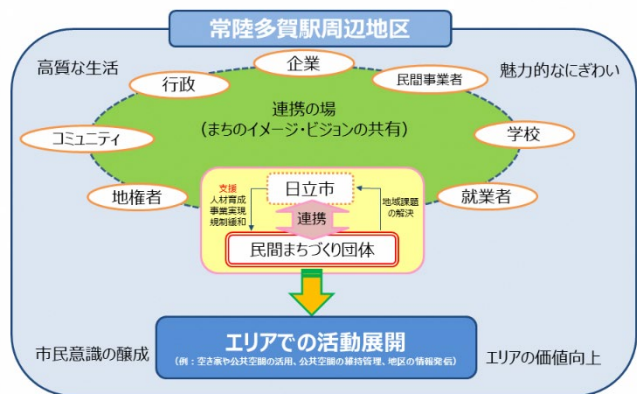 常陸多賀駅周辺地区
高質な生活
魅力的なにぎわい
企業
行政
民間事業者
コミュニティ
学校
地権者
就業者
連携の場
(まちのイメージ・ビジョンの共有)
支援
人材育成
事業実現
規制緩和
日立市
連携
地域課題
の解決
民間まちづくり団体
エリアでの活動展開
(例：空き家や公共空間の活用、公共空間の維持管理、地区の情報発信)
市民意識の醸成
エリアの価値向上